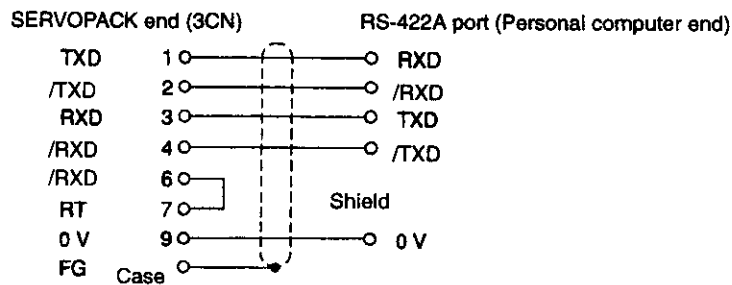 SERVOPACK end (3CN) RS-422A port (Personal computer end)
TXD 1 RXD
/TXD 2 /RXD
RXD 3 TXD
/RXD 4 /TXD
/RXD 6
RT 7 Shield
0 V 9 0 V
FG Case